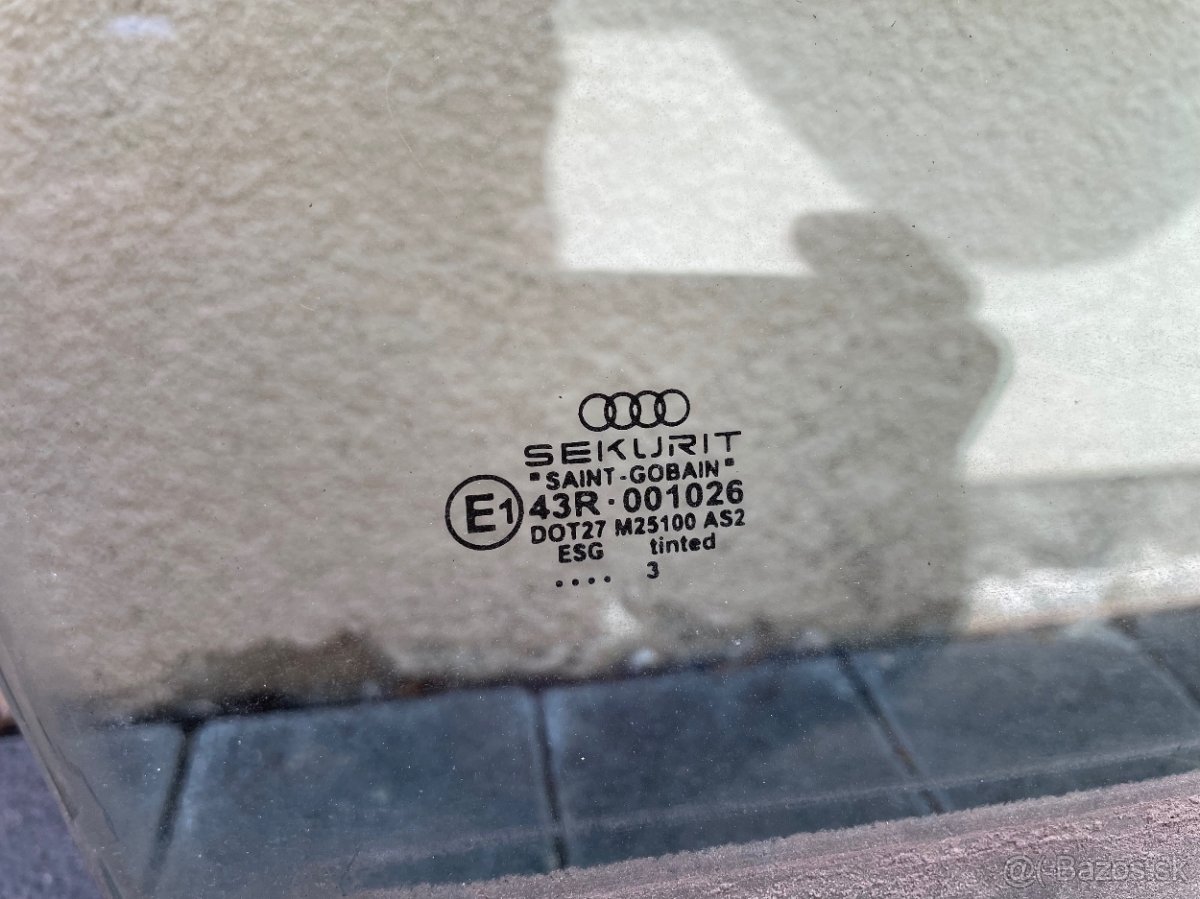 SEKURIT
"SAINT-GOBAIN"
E1 43R·001026
DOT27 M25100 AS2
ESG tinted
.... 3
@(-Bazos.sk